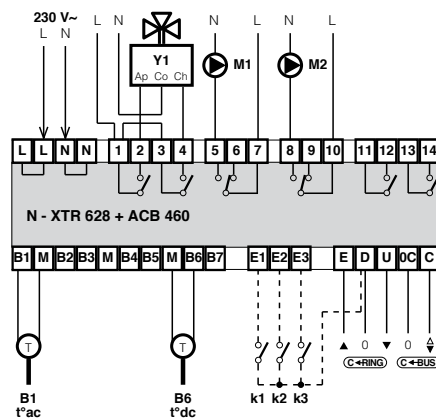 230 V~ L N N L N L
L N
Y1
Ap Co Ch
M1 M2
L L N N 1 2 3 4 5 6 7 8 9 10 11 12 13 14
N - XTR 628 + ACB 460
B1 M B2 B3 M B4 B5 M B6 B7 E1 E2 E3 E D U 0C C
T T
▲ 0 ▼ 0
C◄RING C◄BUS
B1 B6 k1 k2 k3
t°ac t°dc